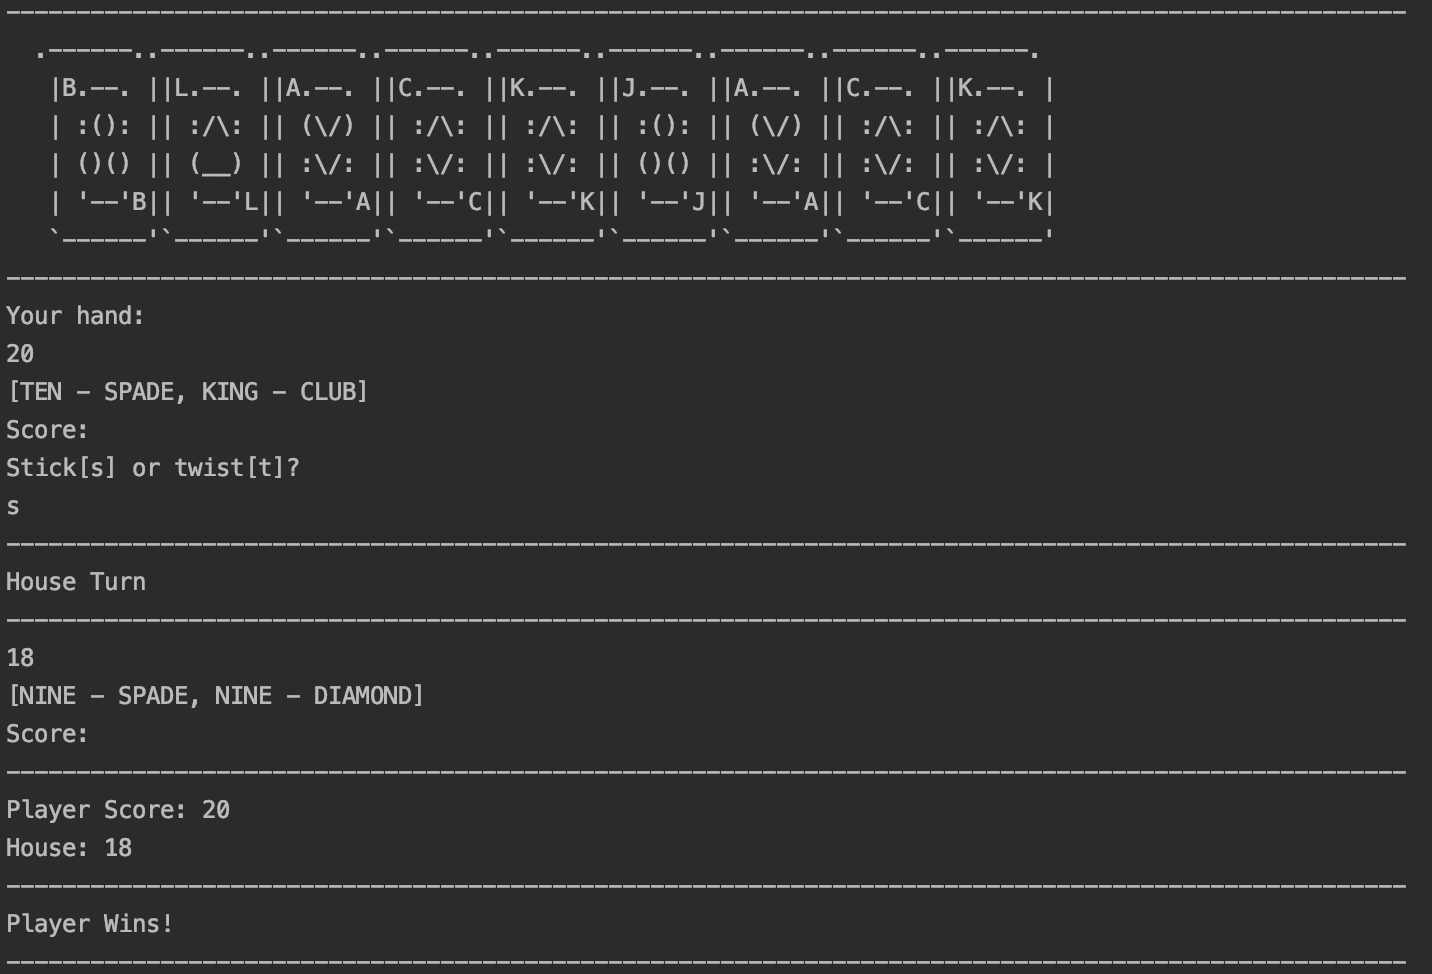 ----------------------------------------------------------------------------------------------------
  .------..------..------..------..------..------..------..------..------.
   |B.--. ||L.--. ||A.--. ||C.--. ||K.--. ||J.--. ||A.--. ||C.--. ||K.--. |
   | :(): || :/\: || (\/) || :/\: || :/\: || :(): || (\/) || :/\: || :/\: |
   | ()() || (__) || :\/: || :\/: || :\/: || ()() || :\/: || :\/: || :\/: |
   | '--'B|| '--'L|| '--'A|| '--'C|| '--'K|| '--'J|| '--'A|| '--'C|| '--'K|
   `------'`------'`------'`------'`------'`------'`------'`------'`------'
----------------------------------------------------------------------------------------------------
Your hand:
20
[TEN - SPADE, KING - CLUB]
Score:
Stick[s] or twist[t]?
s
----------------------------------------------------------------------------------------------------
House Turn
----------------------------------------------------------------------------------------------------
18
[NINE - SPADE, NINE - DIAMOND]
Score:
----------------------------------------------------------------------------------------------------
Player Score: 20
House: 18
----------------------------------------------------------------------------------------------------
Player Wins!
----------------------------------------------------------------------------------------------------